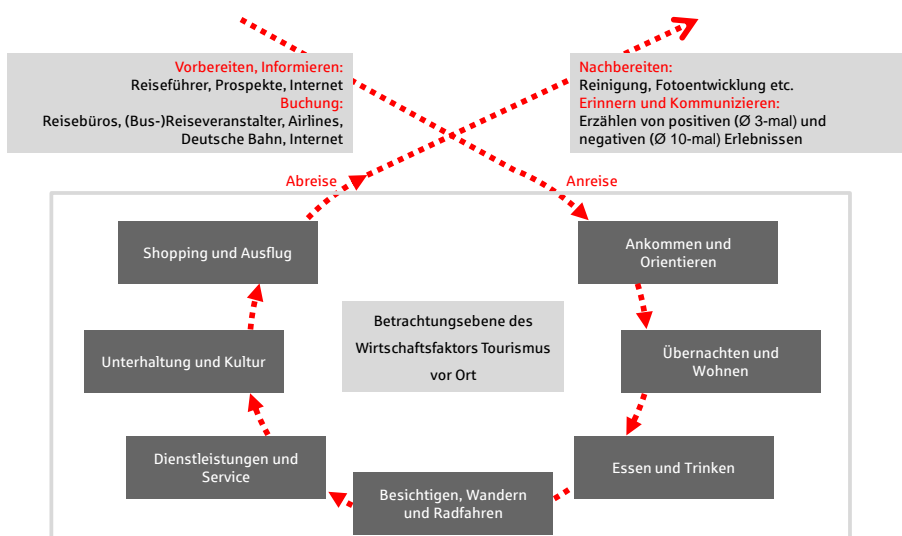 Vorbereiten, Informieren:
Reiseführer, Prospekte, Internet
Buchung:
Reisebüros, (Bus-)Reiseveranstalter, Airlines,
Deutsche Bahn, Internet
Nachbereiten:
Reinigung, Fotoentwicklung etc.
Erinnern und Kommunizieren:
Erzählen von positiven (Ø 3-mal) und
negativen (Ø 10-mal) Erlebnissen
Abreise
Anreise
Shopping und Ausflug
Ankommen und
Orientieren
Betrachtungsebene des
Wirtschaftsfaktors Tourismus
vor Ort
Unterhaltung und Kultur
Übernachten und
Wohnen
Dienstleistungen und
Service
Essen und Trinken
Besichtigen, Wandern
und Radfahren